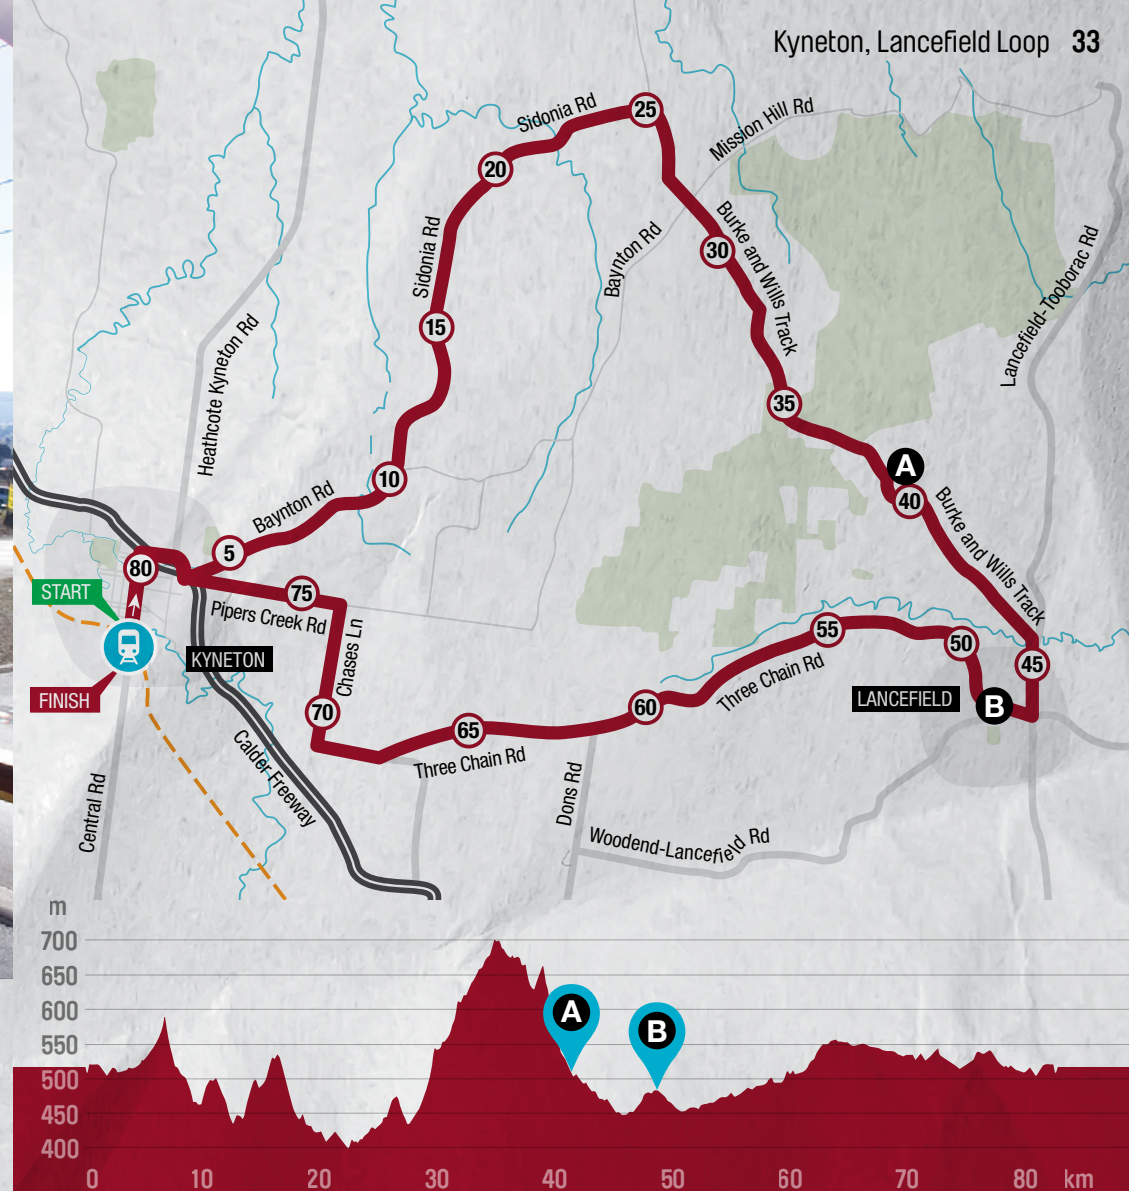 Kyneton, Lancefield Loop 33
Sidonia Rd
25
Mission Hill Rd
20
Burke and Wills Track
Sidonia Rd
Baynton Rd
30
Lancefield-Tooborac Rd
15
Heathcote Kyneton Rd
35
A
10
40
Baynton Rd
Burke and Wills Track
5
80
START
75
Pipers Creek Rd
Chases Ln
55
50
45
KYNETON
FINISH
Three Chain Rd
LANCEFIELD
B
70
60
65
Three Chain Rd
Calder Freeway
Central Rd
Dons Rd
Woodend-Lancefield Rd
m
700
650
600
550
500
450
400
A
B
0 10 20 30 40 50 60 70 80 km